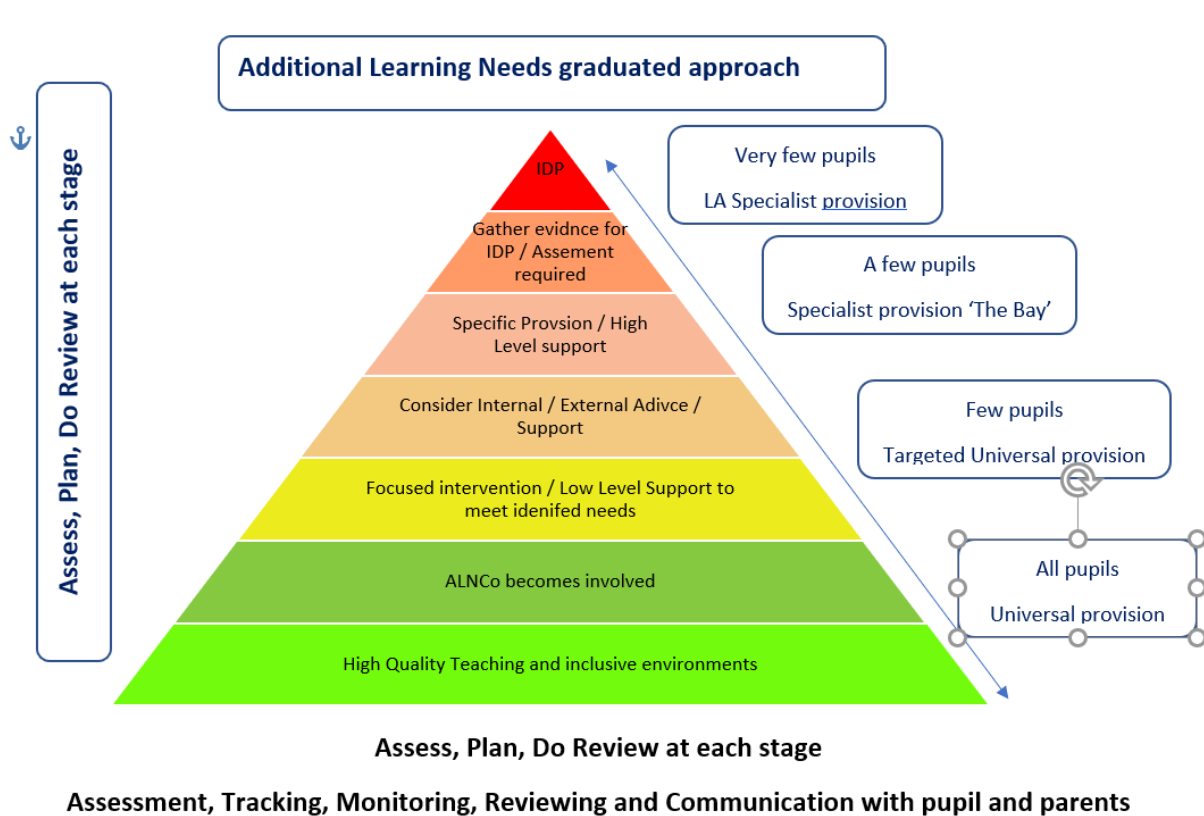 Additional Learning Needs graduated approach
Assess, Plan, Do Review at each stage
IDP
Gather evidnce for
IDP / Assement
required
Specific Provsion / High
Level support
Consider Internal / External Adivce /
Support
Focused intervention / Low Level Support to
meet idenifed needs
ALNCo becomes involved
High Quality Teaching and inclusive environments
Very few pupils
LA Specialist provision
A few pupils
Specialist provision ‘The Bay’
Few pupils
Targeted Universal provision
All pupils
Universal provision
Assess, Plan, Do Review at each stage
Assessment, Tracking, Monitoring, Reviewing and Communication with pupil and parents